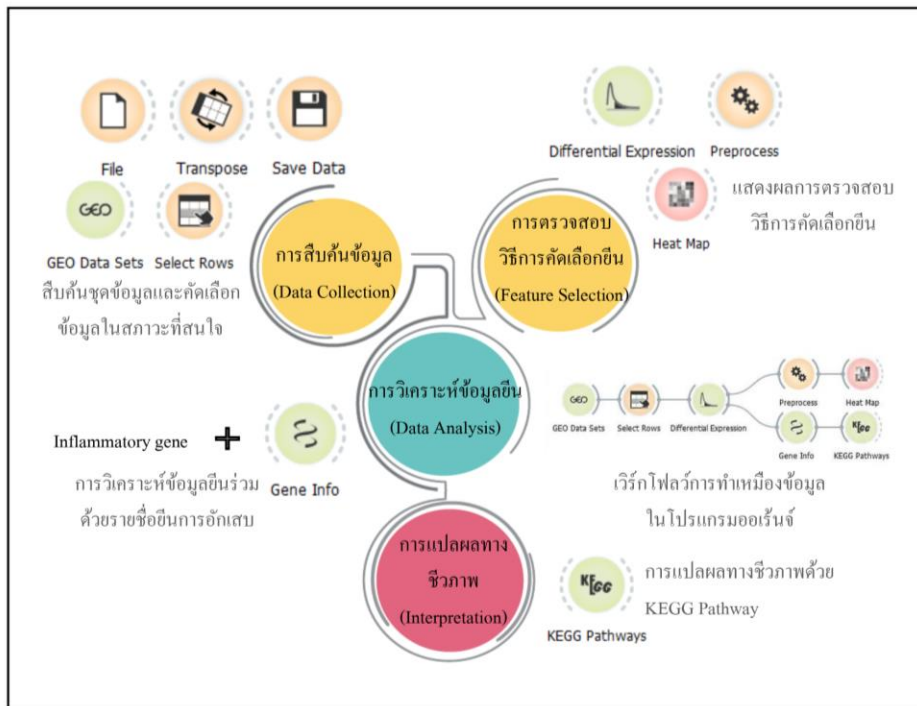 File
Transpose
Save Data
GEO
GEO Data Sets
Select Rows
สืบค้นชุดข้อมูลและคัดเลือก
ข้อมูลในสภาวะที่สนใจ
การสืบค้นข้อมูล
(Data Collection)
Differential Expression
Preprocess
Heat Map
แสดงผลการตรวจสอบ
วิธีการคัดเลือกยีน
การตรวจสอบ
วิธีการคัดเลือกยีน
(Feature Selection)
การวิเคราะห์ข้อมูลยีน
(Data Analysis)
Inflammatory gene +
Gene Info
การวิเคราะห์ข้อมูลยีนร่วม
ด้วยรายชื่อยีนการอักเสบ
GEO
GEO Data Sets
Select Rows
Differential Expression
Preprocess
Heat Map
Gene Info
KEGG
KEGG Pathways
เวิร์กโฟลว์การทำเหมืองข้อมูล
ในโปรแกรมออเร้นจ์
การแปลผลทาง
ชีวภาพ
(Interpretation)
KEGG
KEGG Pathways
การแปลผลทางชีวภาพด้วย
KEGG Pathway